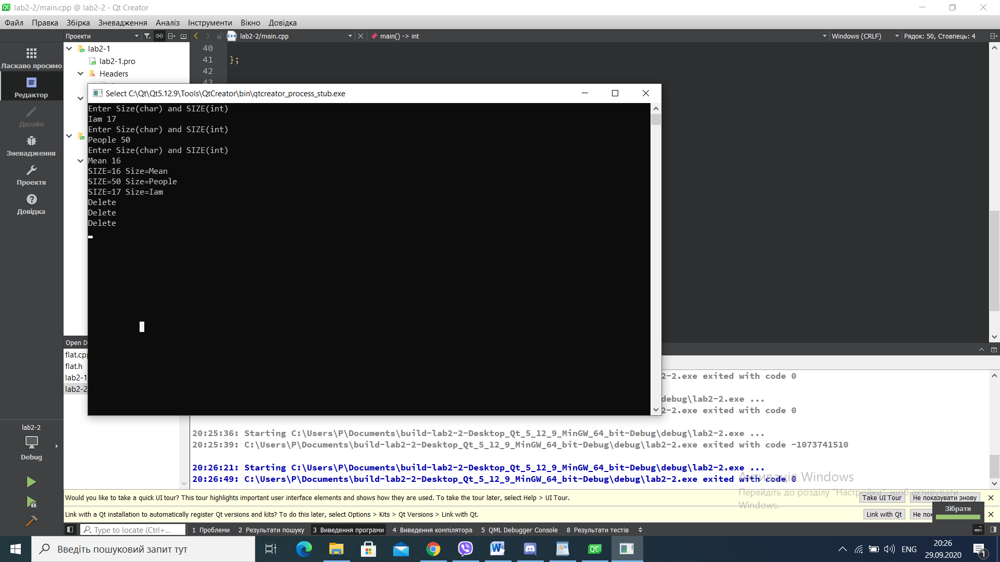 lab2-2/main.cpp @ lab2-2 - Qt Creator
Файл Правка Збірка Зневадження Аналіз Інструменти Вікно Довідка
Проекти
lab2-2/main.cpp
main() -> int
Windows (CRLF)
Рядок: 50, Стовпець: 4
Ласкаво просимо
Редактор
Дизайн
Зневадження
Проекти
Довідка
lab2-1
lab2-1.pro
Headers
40
41 };
42
43
Select C:\Qt\Qt5.12.9\Tools\QtCreator\bin\qtcreator_process_stub.exe
Enter Size(char) and SIZE(int)
Iam 17
Enter Size(char) and SIZE(int)
People 50
Enter Size(char) and SIZE(int)
Mean 16
SIZE=16 Size=Mean
SIZE=50 Size=People
SIZE=17 Size=Iam
Delete
Delete
Delete
Open D
flat.cpp
flat.h
lab2-1
lab2-2
2-2.exe exited with code 0
debug\lab2-2.exe ...
2-2.exe exited with code 0
20:25:36: Starting C:\Users\P\Documents\build-lab2-2-Desktop_Qt_5_12_9_MinGW_64_bit-Debug\debug\lab2-2.exe ...
20:25:39: C:\Users\P\Documents\build-lab2-2-Desktop_Qt_5_12_9_MinGW_64_bit-Debug\debug\lab2-2.exe exited with code -1073741510
20:26:21: Starting C:\Users\P\Documents\build-lab2-2-Desktop_Qt_5_12_9_MinGW_64_bit-Debug\debug\lab2-2.exe ...
20:26:49: C:\Users\P\Documents\build-lab2-2-Desktop_Qt_5_12_9_MinGW_64_bit-Debug\debug\lab2-2.exe exited with code 0
lab2-2
Debug
Активація Windows
Перейдіть до розділу "Настройки", щоб активувати
Windows.
Would you like to take a quick UI tour? This tour highlights important user interface elements and shows how they are used. To take the tour later, select Help > UI Tour.
Take UI Tour
Не показувати знову
Link with a Qt installation to automatically register Qt versions and kits? To do this later, select Options > Kits > Qt Versions > Link with Qt.
Link with Qt
Не пок
Зібрати
Type to locate (Ctrl+...
1 Проблеми
2 Результати пошуку
3 Виведення програми
4 Виведення компілятора
5 QML Debugger Console
8 Результати тестів
Введіть пошуковий запит тут
ENG
20:26
29.09.2020
1